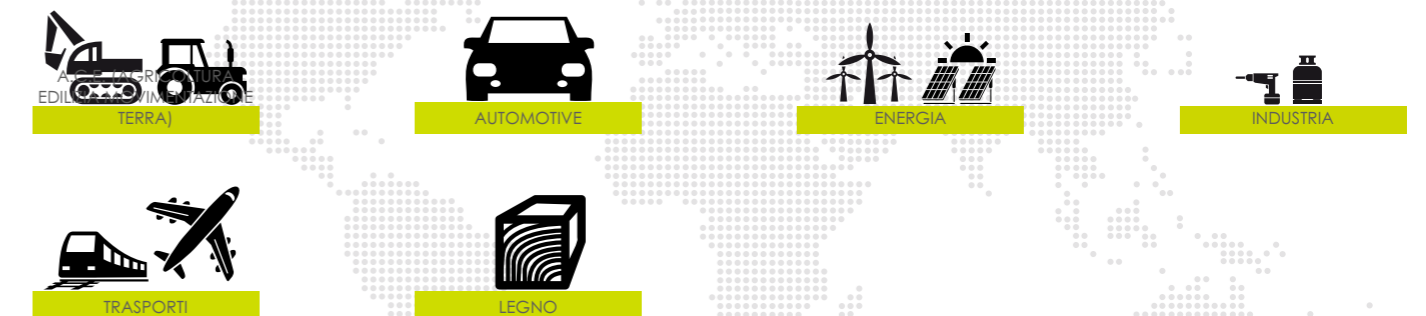 A.C.E. (AGRICOLTURA
EDILIZIA MOVIMENTAZIONE
TERRA)
AUTOMOTIVE
ENERGIA
INDUSTRIA
TRASPORTI
LEGNO